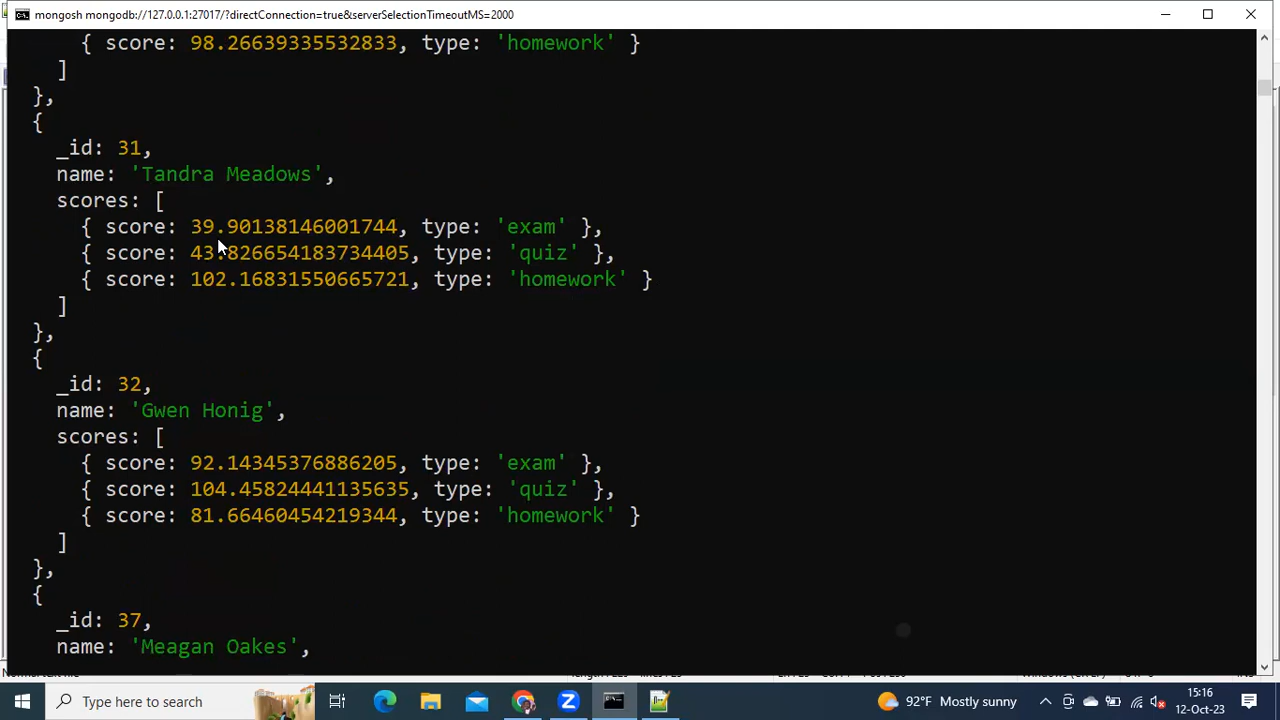 mongosh mongodb://127.0.0.1:27017/?directConnection=true&serverSelectionTimeoutMS=2000
{ score: 98.26639335532833, type: 'homework' }
]
},
{
_id: 31,
name: 'Tandra Meadows',
scores: [
{ score: 39.90138146001744, type: 'exam' },
{ score: 43.826654183734405, type: 'quiz' },
{ score: 102.16831550665721, type: 'homework' }
]
},
{
_id: 32,
name: 'Gwen Honig',
scores: [
{ score: 92.14345376886205, type: 'exam' },
{ score: 104.45824441135635, type: 'quiz' },
{ score: 81.66460454219344, type: 'homework' }
]
},
{
_id: 37,
name: 'Meagan Oakes',
Type here to search
92°F Mostly sunny
15:16
12-Oct-23